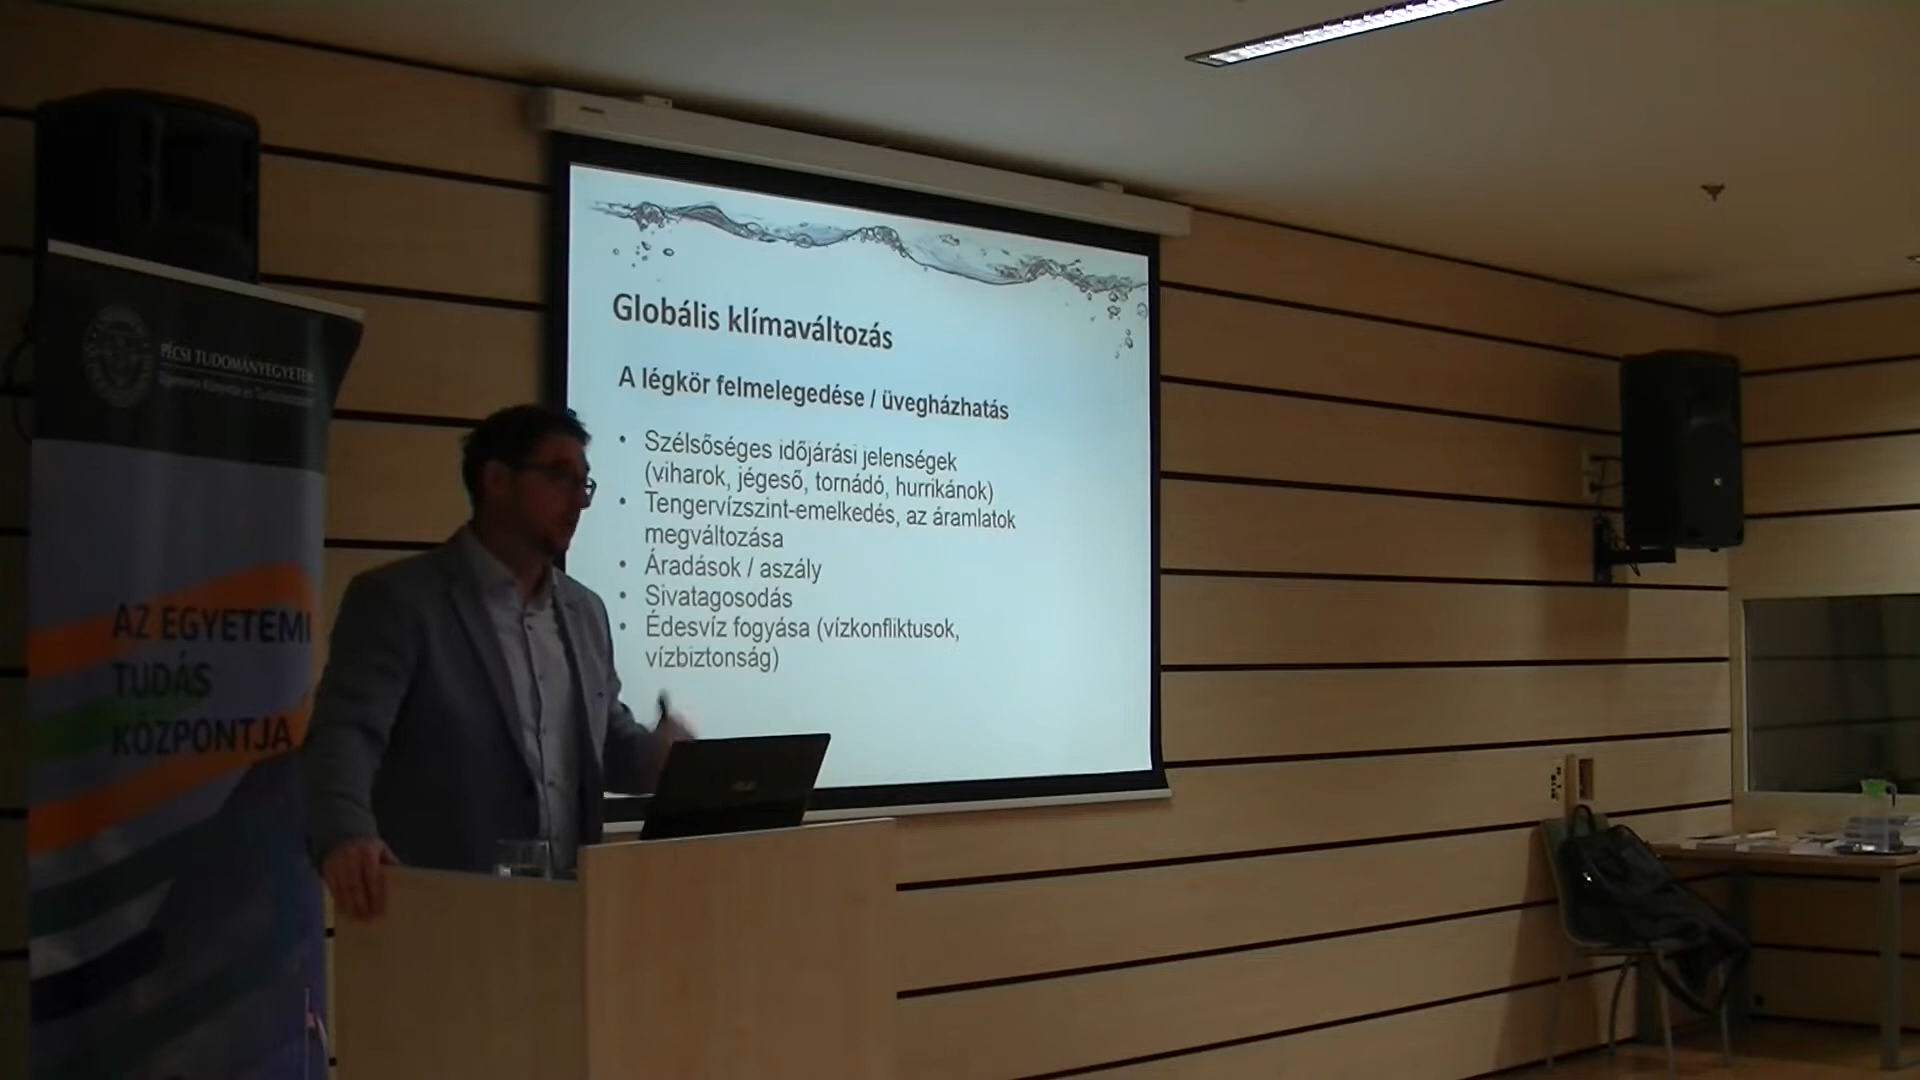 PÉCSI TUDOMÁNYEGYETEM
AZ EGYETEMI
TUDÁS
KÖZPONTJA
Globális klímaváltozás
A légkör felmelegedése / üvegházhatás
• Szélsőséges időjárási jelenségek
(viharok, jégeső, tornádó, hurrikánok)
• Tengervízszint-emelkedés, az áramlatok
megváltozása
• Áradások / aszály
• Sivatagosodás
• Édesvíz fogyása (vízkonfliktusok,
vízbiztonság)